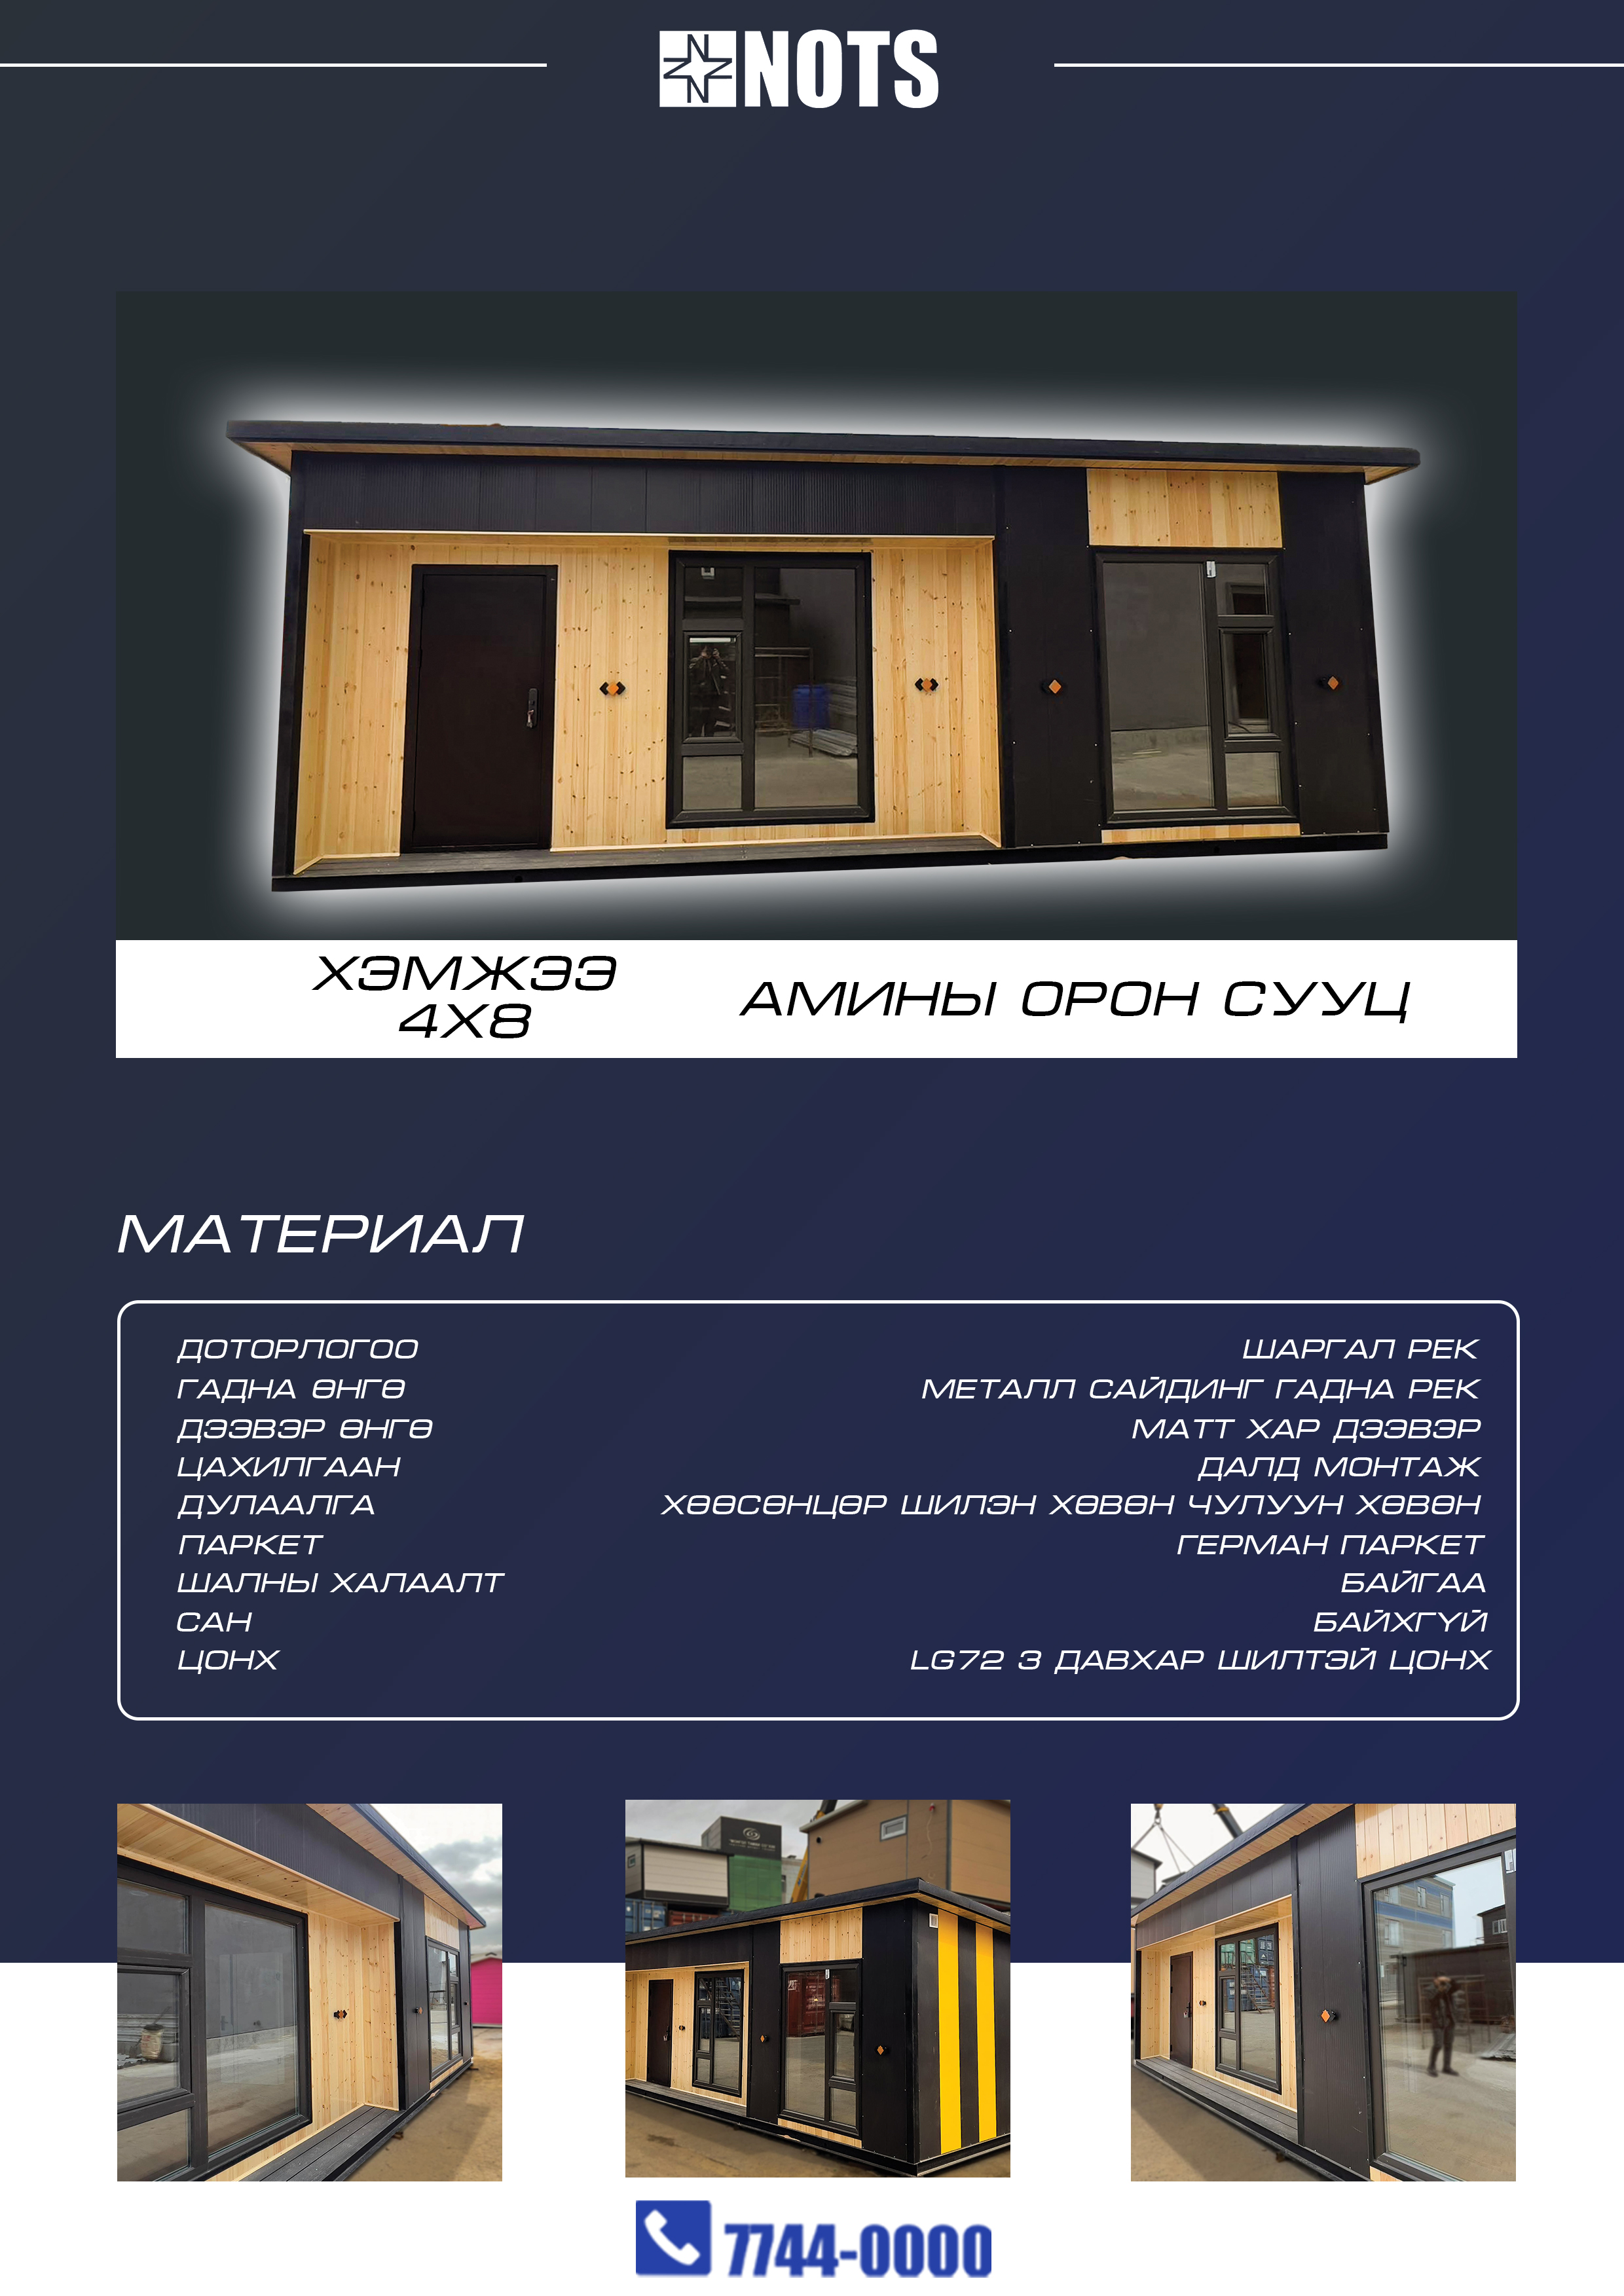 NOTS
ХЭМЖЭЭ
4X8
АМИНЫ ОРОН СУУЦ
МАТЕРИАЛ
ДОТОРЛОГОО ШАРГАЛ РЕК
ГАДНА ӨНГӨ МЕТАЛЛ САЙДИНГ ГАДНА РЕК
ДЭЭВЭР ӨНГӨ МАТТ ХАР ДЭЭВЭР
ЦАХИЛГААН ДАЛД МОНТАЖ
ДУЛААЛГА ХӨӨСӨНЦӨР ШИЛЭН ХӨВӨН ЧУЛУУН ХӨВӨН
ПАРКЕТ ГЕРМАН ПАРКЕТ
ШАЛНЫ ХАЛААЛТ БАЙГАА
САН БАЙХГҮЙ
ЦОНХ LG72 3 ДАВХАР ШИЛТЭЙ ЦОНХ
7744-0000